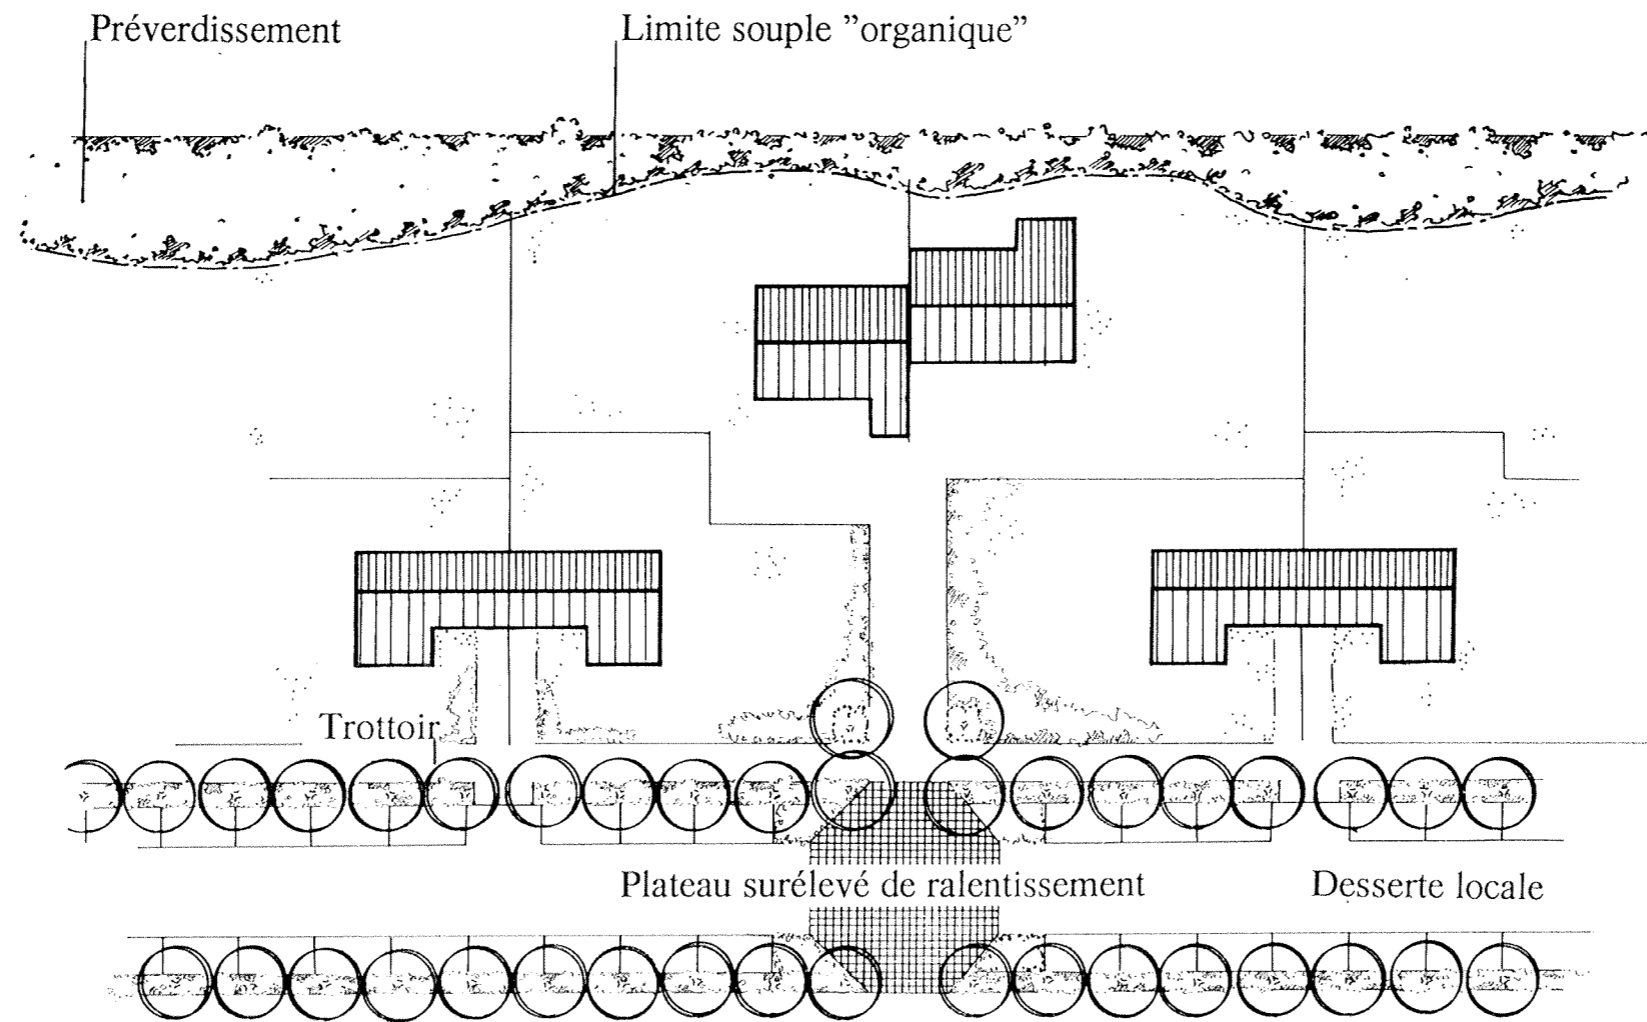 Préverdissement
Limite souple "organique"
Trottoir
Plateau surélevé de ralentissement
Desserte locale